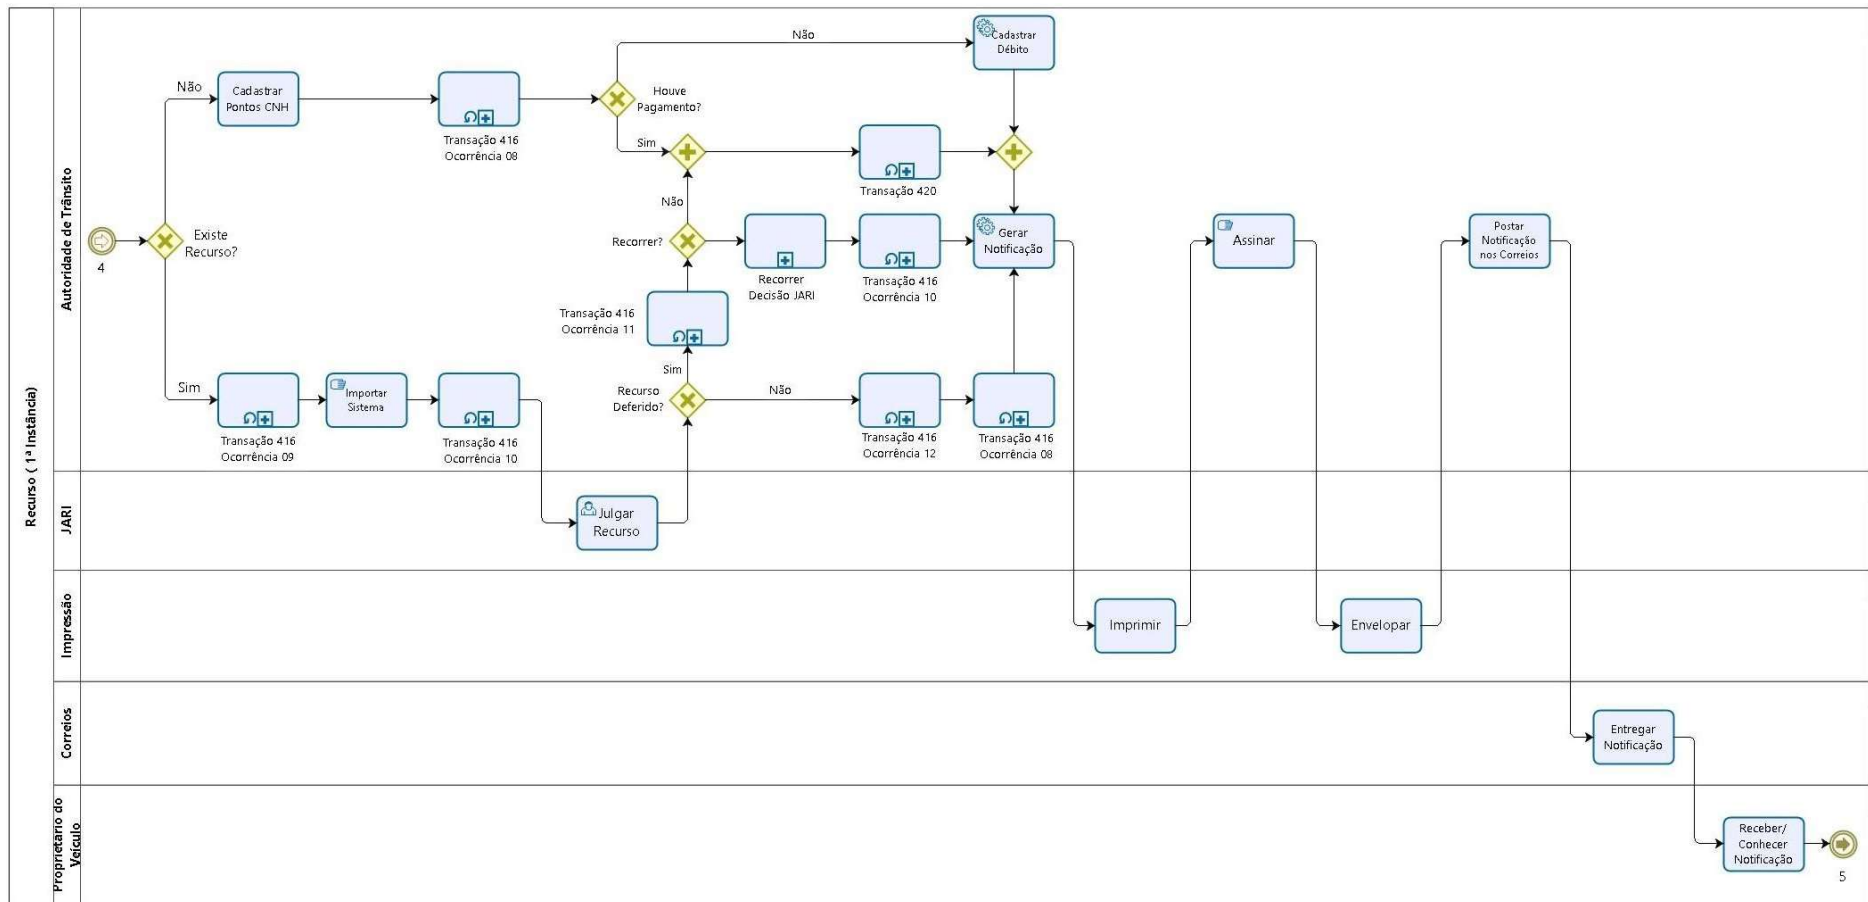 Recurso ( 1ª Instância)
Autoridade de Trânsito
4
Existe
Recurso?
Não
Cadastrar
Pontos CNH
Transação 416
Ocorrência 08
Houve
Pagamento?
Não
Cadastrar
Débito
Sim
Transação 420
Não
Recorrer?
Recorrer
Decisão JARI
Transação 416
Ocorrência 10
Gerar
Notificação
Assinar
Postar
Notificação
nos Correios
Transação 416
Ocorrência 11
Sim
Sim
Transação 416
Ocorrência 09
Importar
Sistema
Transação 416
Ocorrência 10
Recurso
Deferido?
Não
Transação 416
Ocorrência 12
Transação 416
Ocorrência 08
JARI
Julgar
Recurso
Impressão
Imprimir
Envelopar
Correios
Entregar
Notificação
Proprietário do
Veículo
Receber/
Conhecer
Notificação
5